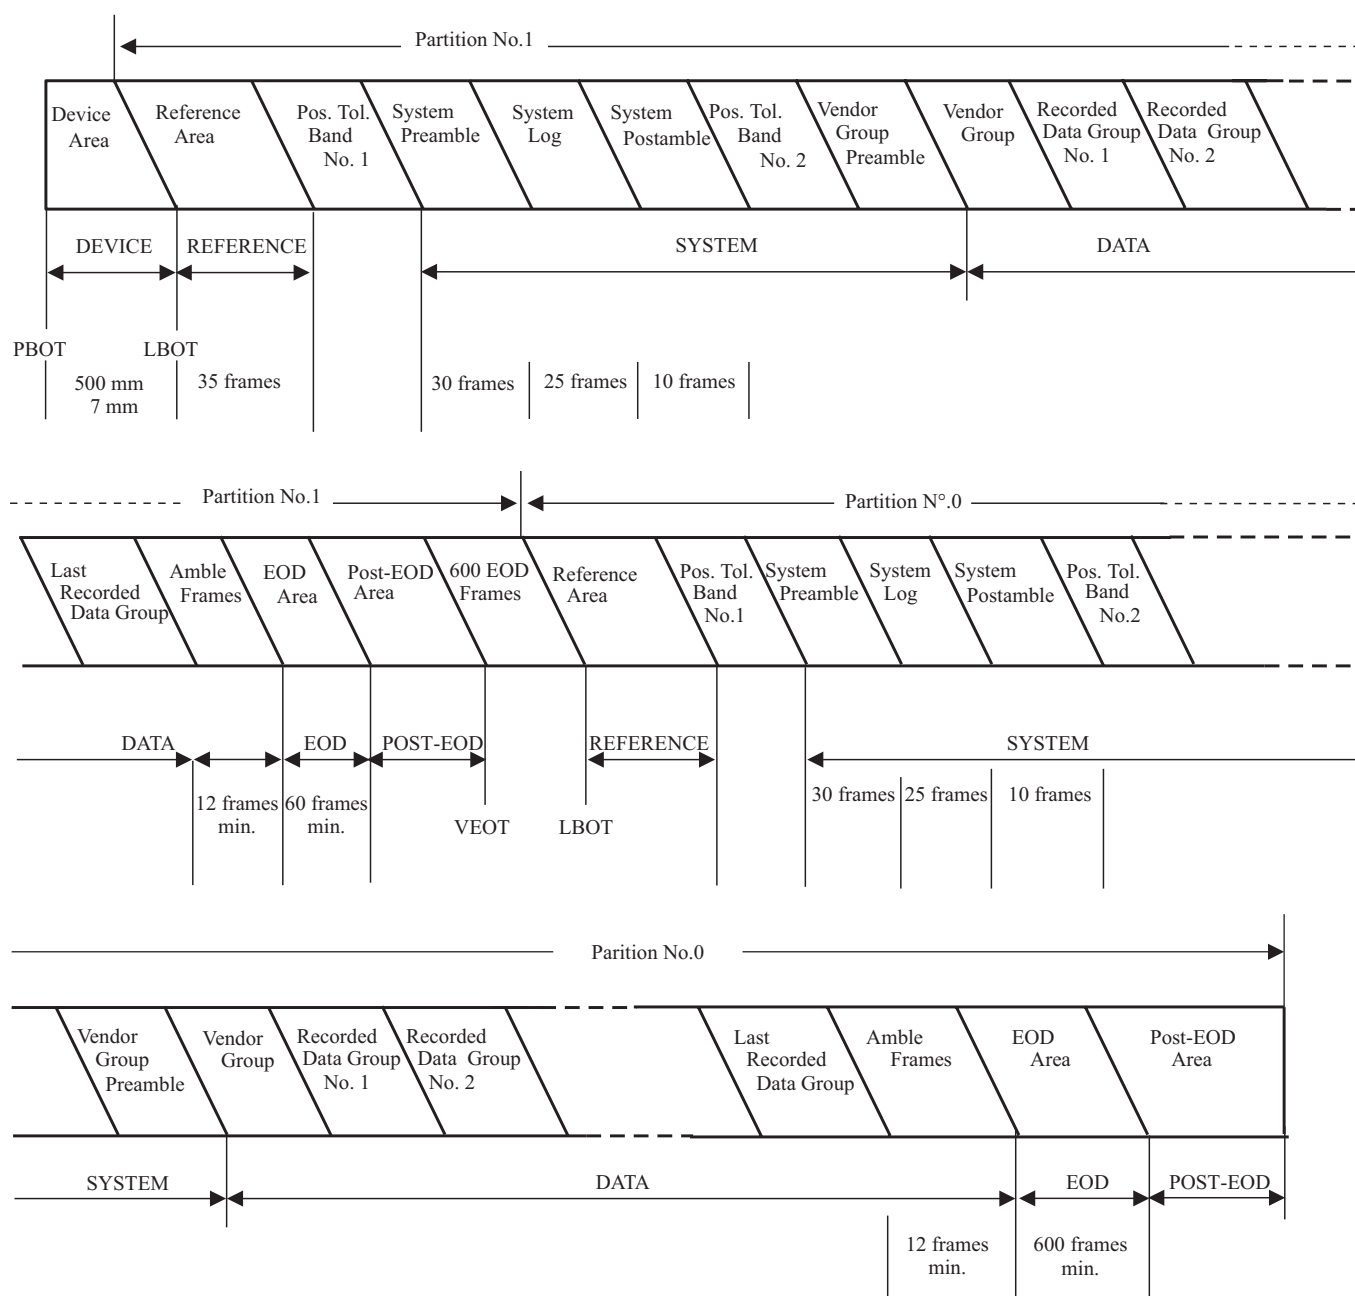 Partition No.1
Device
Area
Reference
Area
Pos. Tol.
Band
No. 1
System
Preamble
System
Log
System
Postamble
Pos. Tol.
Band
No. 2
Vendor
Group
Preamble
Vendor
Group
Recorded
Data Group
No. 1
Recorded
Data Group
No. 2
DEVICE
REFERENCE
SYSTEM
DATA
PBOT
LBOT
500 mm
7 mm
35 frames
30 frames
25 frames
10 frames
Partition No.1
Partition N°.0
Last
Recorded
Data Group
Amble
Frames
EOD
Area
Post-EOD
Area
600 EOD
Frames
Reference
Area
Pos. Tol.
Band
No.1
System
Preamble
System
Log
System
Postamble
Pos. Tol.
Band
No.2
DATA
EOD
POST-EOD
REFERENCE
SYSTEM
12 frames
min.
60 frames
min.
VEOT
LBOT
30 frames
25 frames
10 frames
Parition No.0
Vendor
Group
Preamble
Vendor
Group
Recorded
Data Group
No. 1
Recorded
Data Group
No. 2
Last
Recorded
Data Group
Amble
Frames
EOD
Area
Post-EOD
Area
SYSTEM
DATA
EOD
POST-EOD
12 frames
min.
600 frames
min.